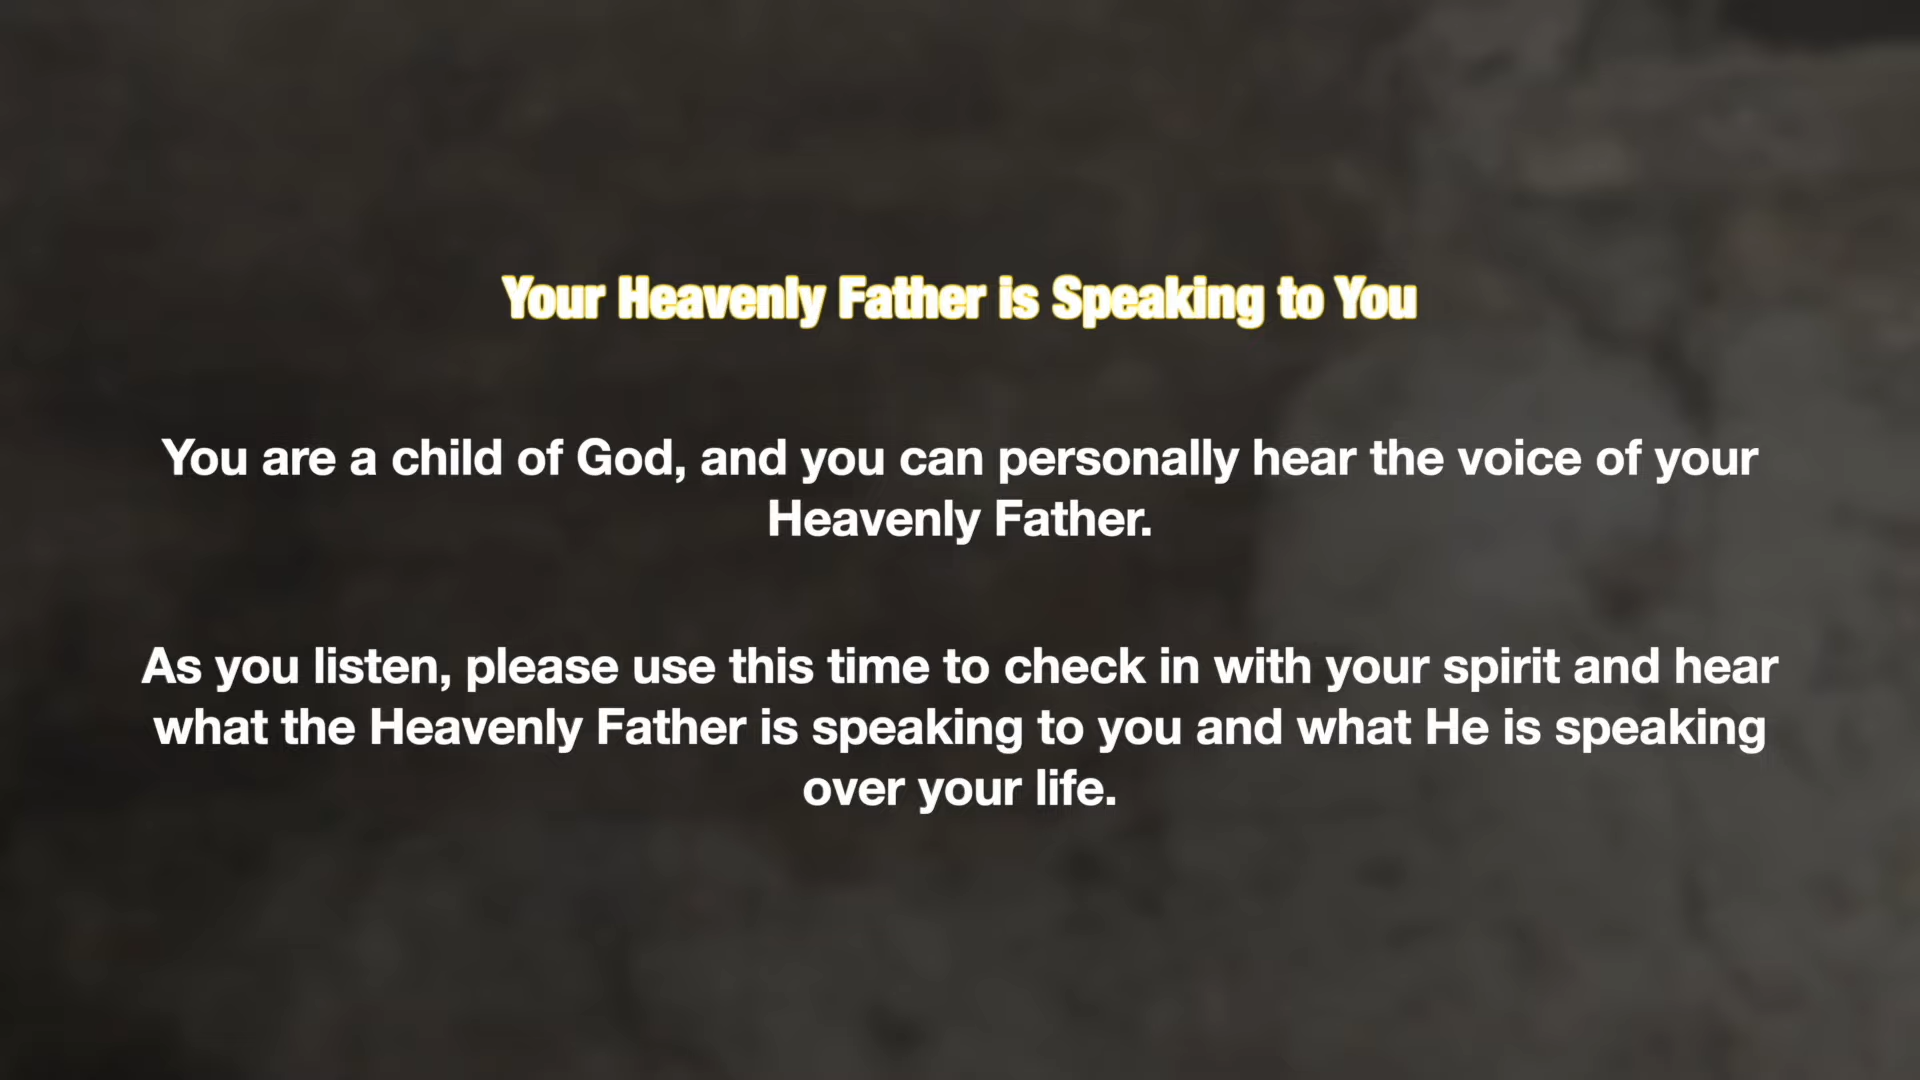 Your Heavenly Father is Speaking to You
You are a child of God, and you can personally hear the voice of your
Heavenly Father.
As you listen, please use this time to check in with your spirit and hear
what the Heavenly Father is speaking to you and what He is speaking
over your life.